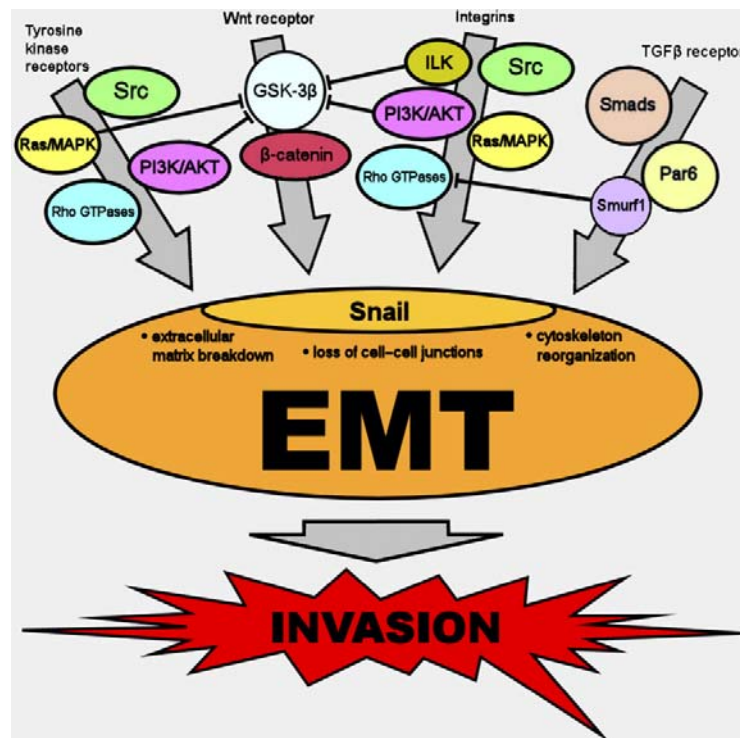 Tyrosine
kinase
receptors
Wnt receptor
Integrins
TGFβ receptor
Src
Ras/MAPK
PI3K/AKT
Rho GTPases
GSK-3β
β-catenin
ILK
Src
PI3K/AKT
Ras/MAPK
Rho GTPases
Smads
Par6
Smurf1
Snail
• extracellular
matrix breakdown
• loss of cell–cell junctions
• cytoskeleton
reorganization
EMT
INVASION